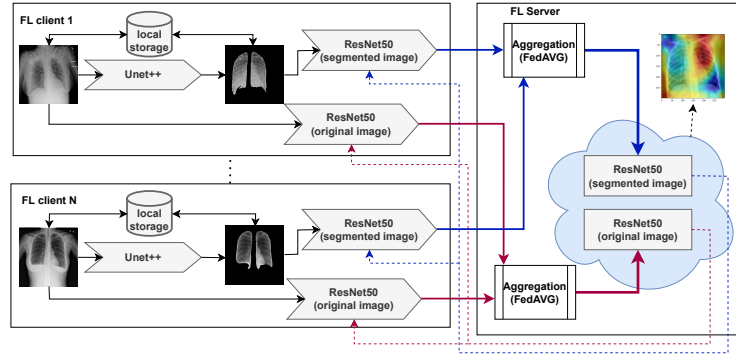 FL client 1
local
storage
Unet++
ResNet50
(segmented image)
ResNet50
(original image)
FL Server
Aggregation
(FedAVG)
ResNet50
(segmented image)
ResNet50
(original image)
FL client N
local
storage
Unet++
ResNet50
(segmented image)
ResNet50
(original image)
Aggregation
(FedAVG)